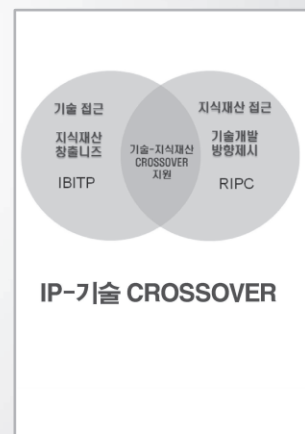 기술 접근
지식재산
창출니즈
IBITP
기술-지식재산
CROSSOVER
지원
지식재산 접근
기술개발
방향제시
RIPC
IP-기술 CROSSOVER